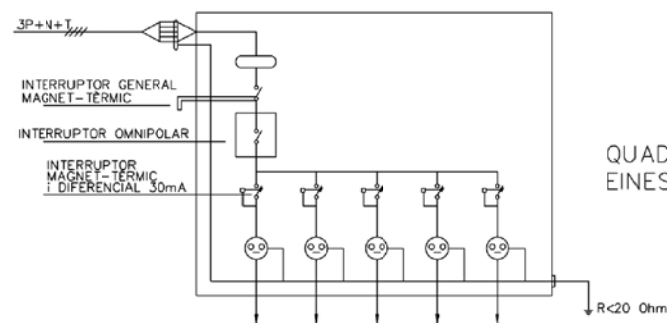 3P+N+T
INTERRUPTOR GENERAL
MAGNET-TÈRMIC
INTERRUPTOR OMNIPOLAR
INTERRUPTOR
MAGNET-TÈRMIC
i DIFERENCIAL 30mA
QUAD
EINES
R<20 Ohm